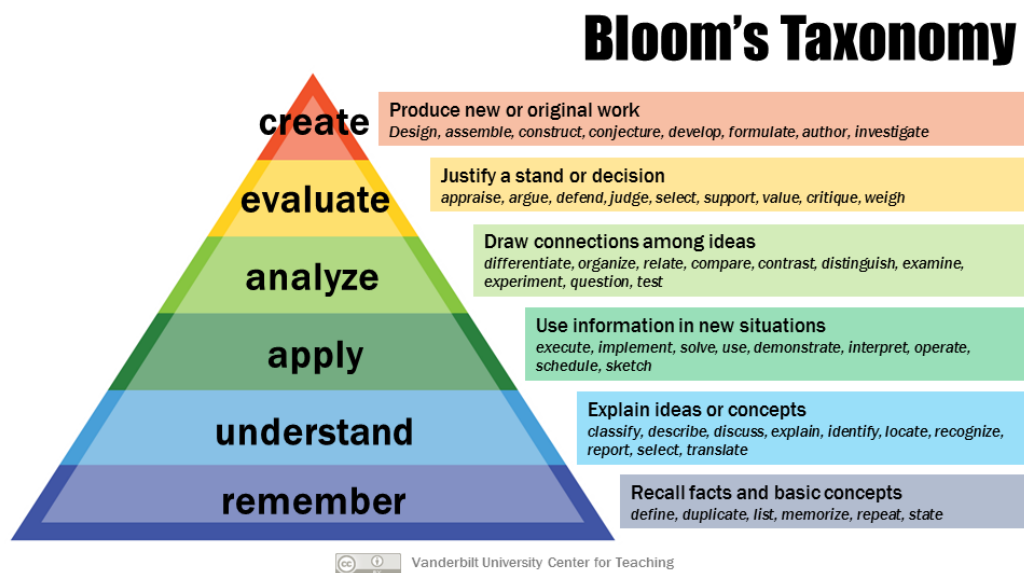 Bloom's Taxonomy
create
Produce new or original work
Design, assemble, construct, conjecture, develop, formulate, author, investigate
evaluate
Justify a stand or decision
appraise, argue, defend, judge, select, support, value, critique, weigh
analyze
Draw connections among ideas
differentiate, organize, relate, compare, contrast, distinguish, examine,
experiment, question, test
apply
Use information in new situations
execute, implement, solve, use, demonstrate, interpret, operate,
schedule, sketch
understand
Explain ideas or concepts
classify, describe, discuss, explain, identify, locate, recognize,
report, select, translate
remember
Recall facts and basic concepts
define, duplicate, list, memorize, repeat, state
cc
Vanderbilt University Center for Teaching